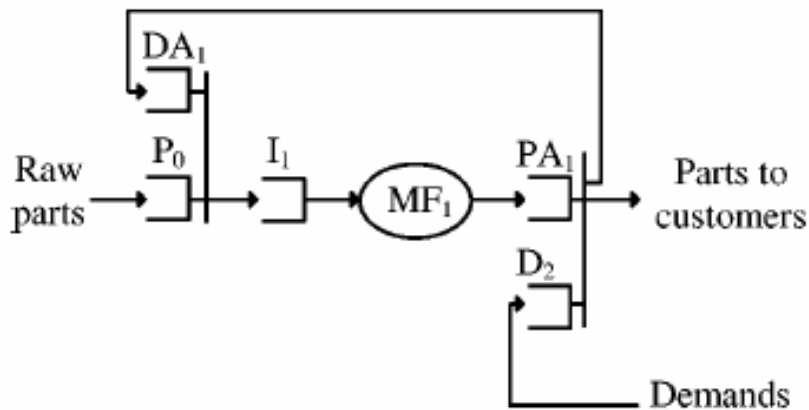 DA₁
P₀
I₁
PA₁
Raw
parts
MF₁
Parts to
customers
D₂
Demands